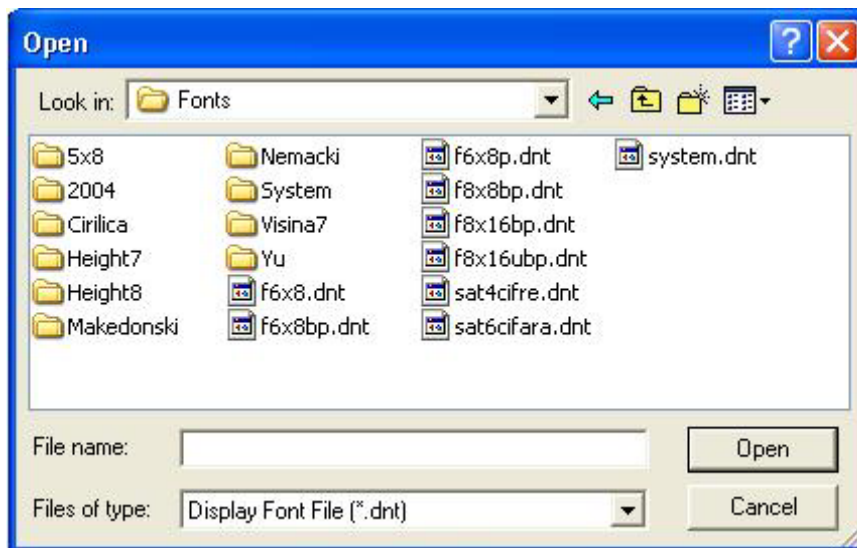 Open
Look in: Fonts
5x8 Nemacki f6x8p.dnt system.dnt
2004 System f8x8bp.dnt
Cirilica Visina7 f8x16bp.dnt
Height7 Yu f8x16ubp.dnt
Height8 f6x8.dnt sat4cifre.dnt
Makedonski f6x8bp.dnt sat6cifara.dnt
File name: Open
Files of type: Display Font File (*.dnt) Cancel